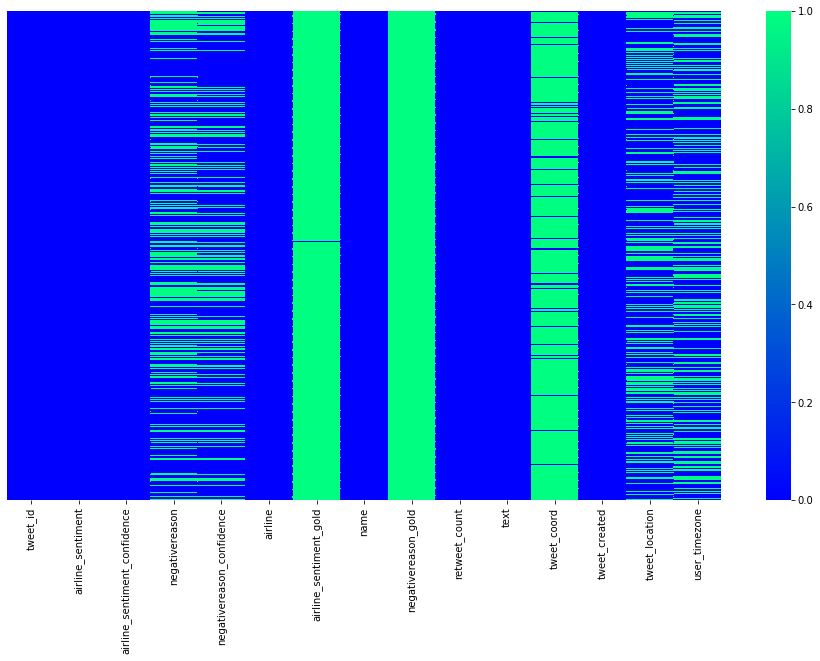 1.0
0.8
0.6
0.4
0.2
0.0
tweet_id
airline_sentiment
airline_sentiment_confidence
negativereason
negativereason_confidence
airline
airline_sentiment_gold
name
negativereason_gold
retweet_count
text
tweet_coord
tweet_created
tweet_location
user_timezone